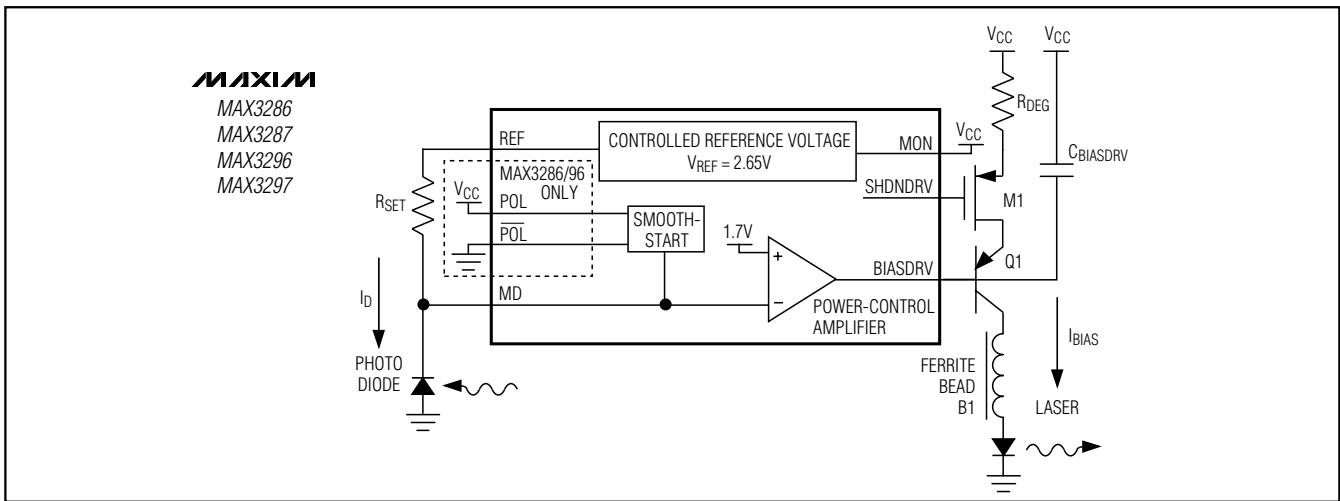 MAXIM
MAX3286
MAX3287
MAX3296
MAX3297
VCC
VCC
RDEG
REF
CONTROLLED REFERENCE VOLTAGE
VREF = 2.65V
MON
VCC
CBIASDRV
MAX3286/96
ONLY
VCC
POL
SHDNDRV
M1
RSET
POL
SMOOTH-
START
1.7V
+
BIASDRV
Q1
ID
MD
−
POWER-CONTROL
AMPLIFIER
IBIAS
PHOTO
DIODE
FERRITE
BEAD
B1
LASER